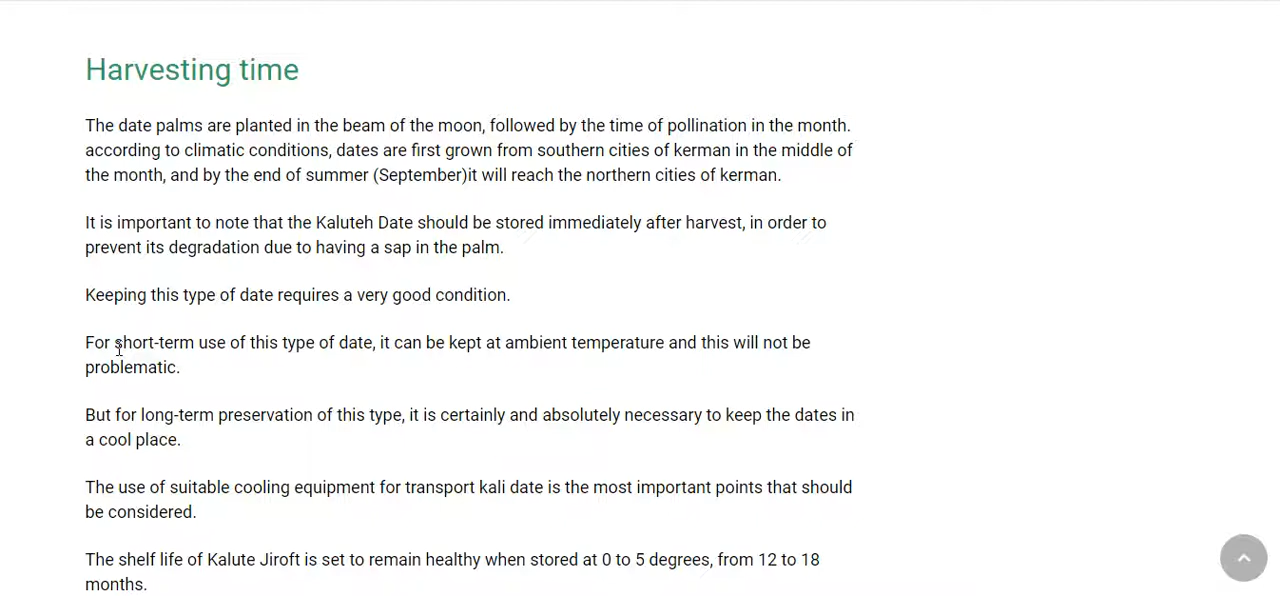 Harvesting time
The date palms are planted in the beam of the moon, followed by the time of pollination in the month.
according to climatic conditions, dates are first grown from southern cities of kerman in the middle of
the month, and by the end of summer (September)it will reach the northern cities of kerman.
It is important to note that the Kaluteh Date should be stored immediately after harvest, in order to
prevent its degradation due to having a sap in the palm.
Keeping this type of date requires a very good condition.
For short-term use of this type of date, it can be kept at ambient temperature and this will not be
problematic.
But for long-term preservation of this type, it is certainly and absolutely necessary to keep the dates in
a cool place.
The use of suitable cooling equipment for transport kali date is the most important points that should
be considered.
The shelf life of Kalute Jiroft is set to remain healthy when stored at 0 to 5 degrees, from 12 to 18
months.